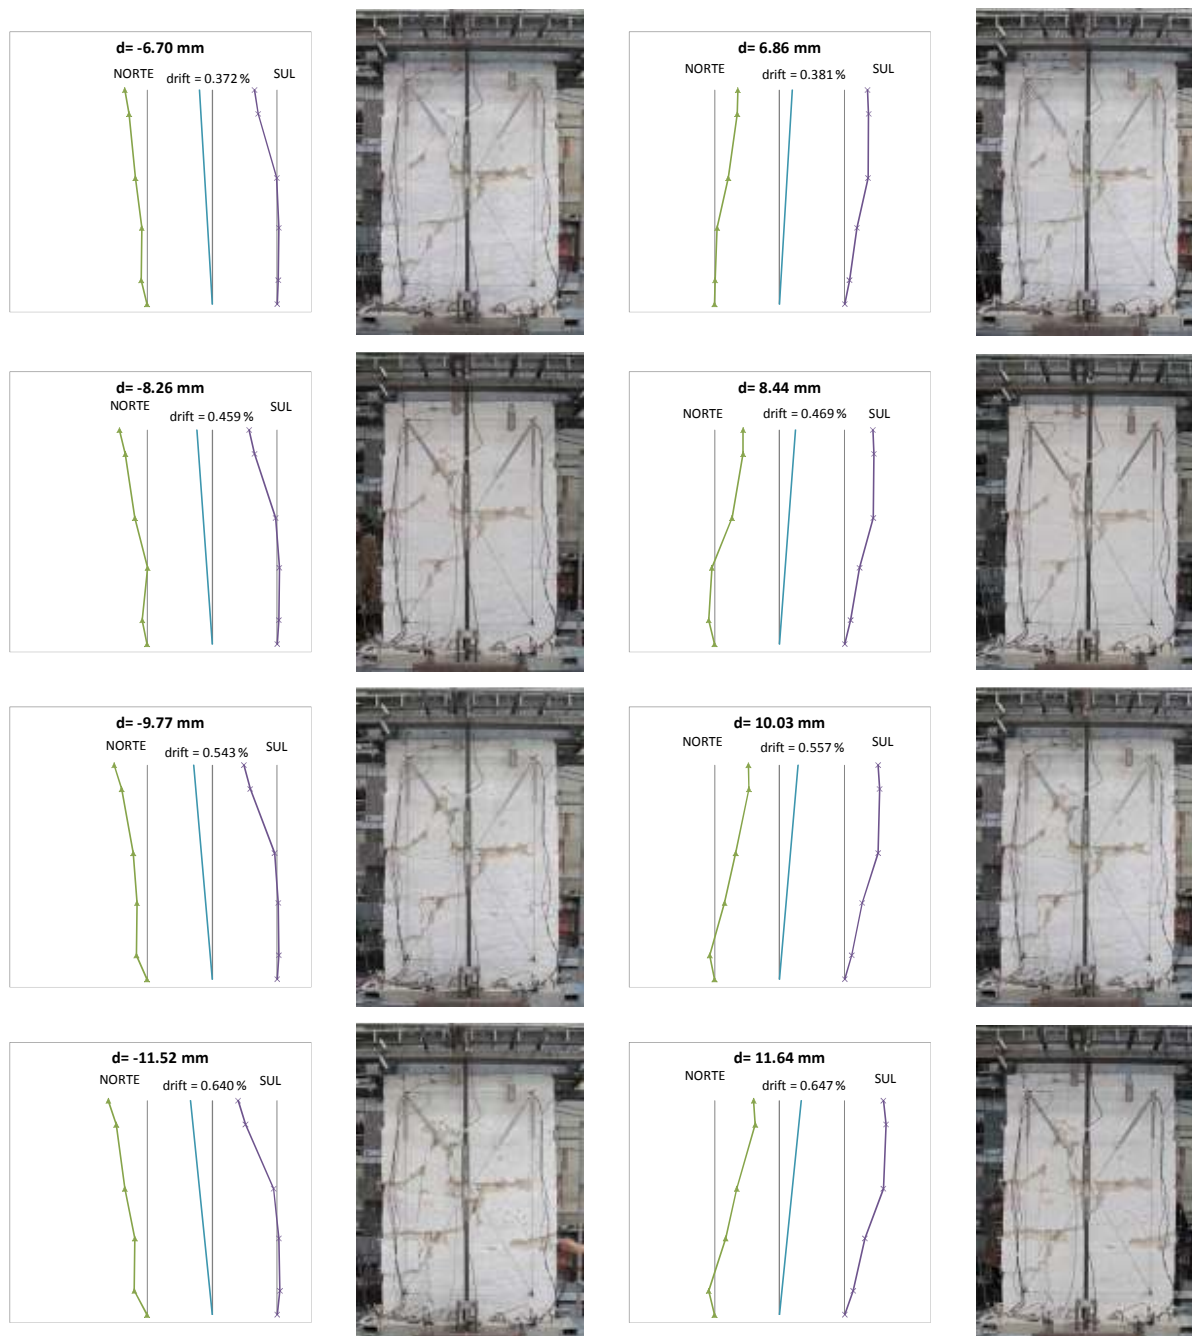 d= -6.70 mm
NORTE
drift = 0.372 %
SUL
d= 6.86 mm
NORTE
drift = 0.381 %
SUL
d= -8.26 mm
NORTE
drift = 0.459 %
SUL
d= 8.44 mm
NORTE
drift = 0.469 %
SUL
d= -9.77 mm
NORTE
drift = 0.543 %
SUL
d= 10.03 mm
NORTE
drift = 0.557 %
SUL
d= -11.52 mm
NORTE
drift = 0.640 %
SUL
d= 11.64 mm
NORTE
drift = 0.647 %
SUL